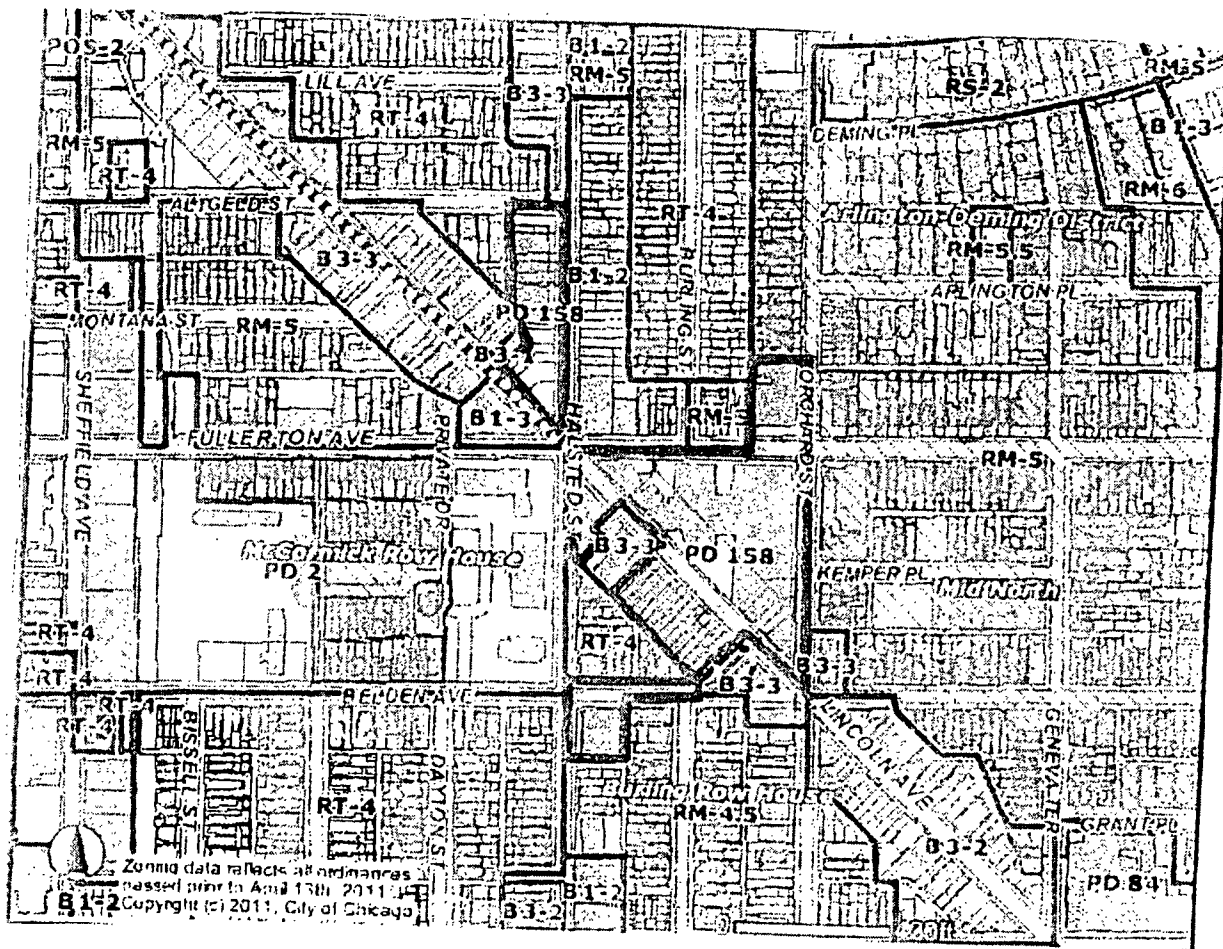 POS-2
B1-2
RM-5
RM-5
RS-2
LILL AVE
B3-3
RT-4
DEMING PL
B1-3
RM-5
RT-4
RM-6
ALTGELD ST
RT-4
Arlington-Deming District
RM-5.5
B3-3
B1-2
RT-4
BURLING ST
ARLINGTON PL
MONTANA ST
RM-5
PD 158
B3-1
B1-3
RM-5
FULLERTON AVE
SHEFFIELD AVE
PRIVATE DR
HALSTED ST
ORCHARD ST
RM-5
McCormick Row House
PD 2
B3-3
PD 158
KEMPER PL
Mid North
RT-4
RT-4
RT-4
B3-3
B3-3
BELDEN AVE
RT-4
RT-4
BISSELL ST
DAYTON ST
RT-4
LINCOLN AVE
GENEVA TER
Burling Row House
RM-4.5
GRANT PL
B3-2
PD 84
Zoning data reflects all ordinances
passed prior to April 13th, 2011
Copyright (c) 2011, City of Chicago
B1-2
B3-2
B1-2